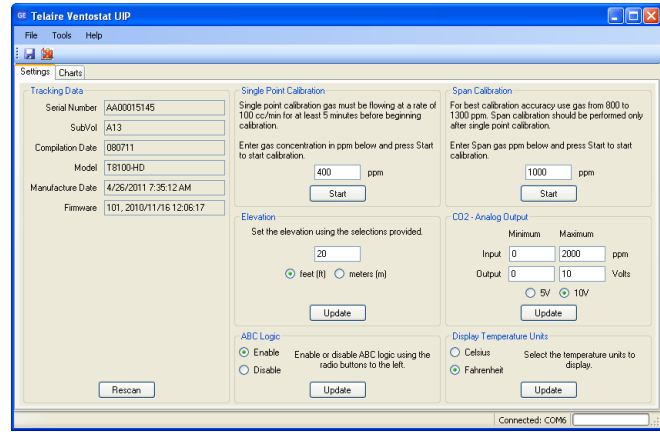 GE Telaire Ventostat UIP
File Tools Help
Settings Charts
Tracking Data
Serial Number AA00015145
SubVol A13
Compilation Date 080711
Model T8100-HD
Manufacture Date 4/26/2011 7:35:12 AM
Firmware 101, 2010/11/16 12:06:17
Rescan
Single Point Calibration
Single point calibration gas must be flowing at a rate of
100 cc/min for at least 5 minutes before beginning
calibration.
Enter gas concentration in ppm below and press Start
to start calibration.
400 ppm
Start
Span Calibration
For best calibration accuracy use gas from 800 to
1300 ppm. Span calibration should be performed only
after single point calibration.
Enter Span gas ppm below and press Start to start
calibration.
1000 ppm
Start
Elevation
Set the elevation using the selections provided.
20
feet (ft) meters (m)
Update
CO2 - Analog Output
Minimum Maximum
Input 0 2000 ppm
Output 0 10 Volts
5V 10V
Update
ABC Logic
Enable
Disable
Enable or disable ABC logic using the
radio buttons to the left.
Update
Display Temperature Units
Celsius
Fahrenheit
Select the temperature units to
display.
Update
Connected: COM6